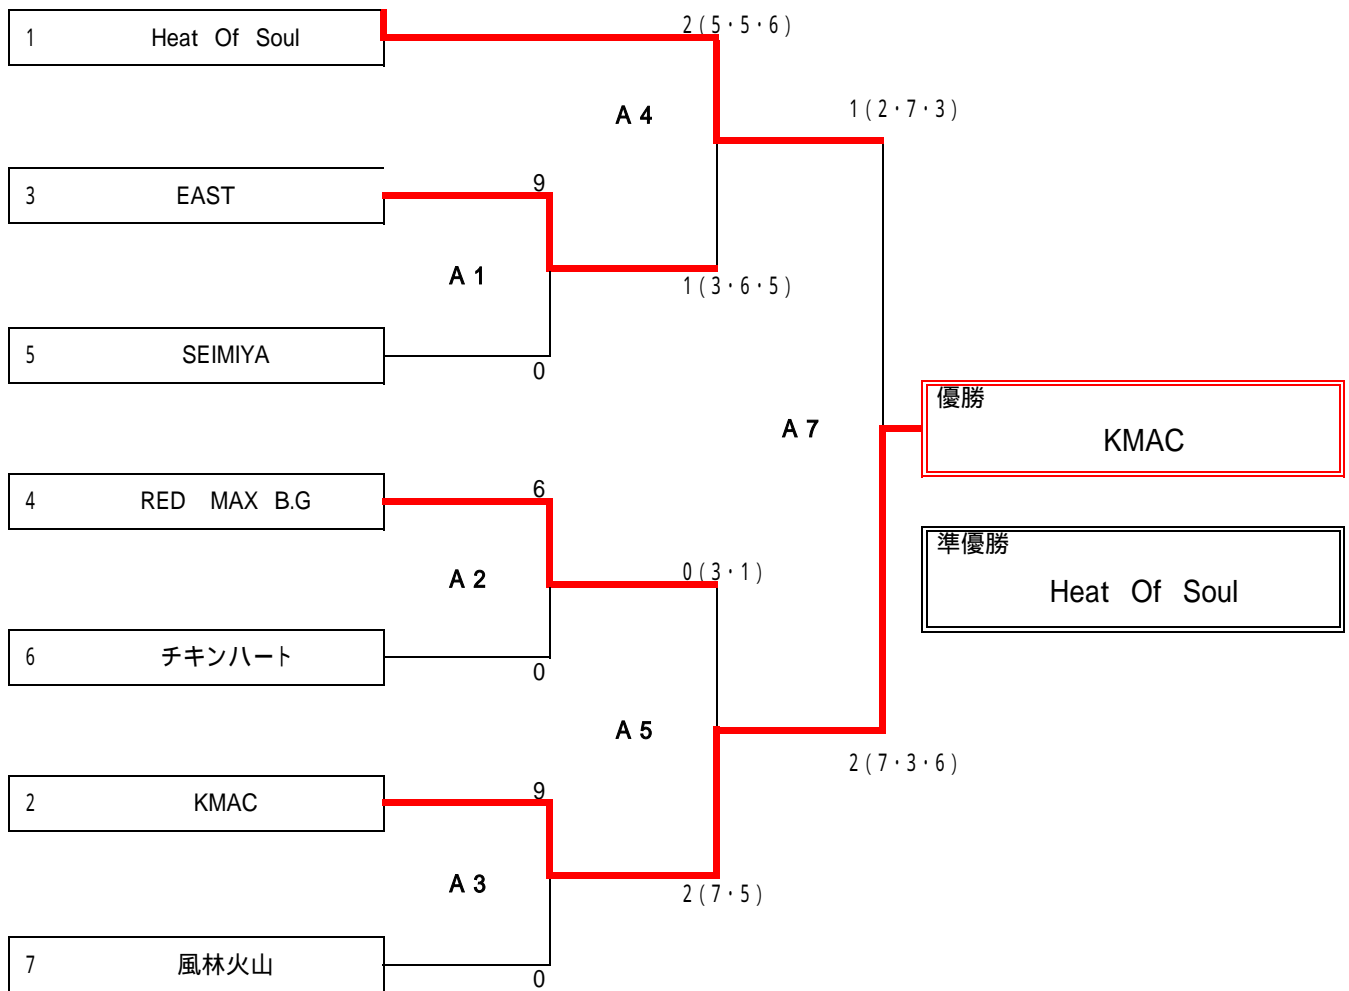 1 Heat Of Soul
2(5・5・6)
A 4
1(2・7・3)
3 EAST
9
A 1
1(3・6・5)
5 SEIMIYA
0
優勝
KMAC
A 7
4 RED MAX B.G
6
準優勝
Heat Of Soul
A 2
0(3・1)
6 チキンハート
0
A 5
2(7・3・6)
2 KMAC
9
A 3
2(7・5)
7 風林火山
0